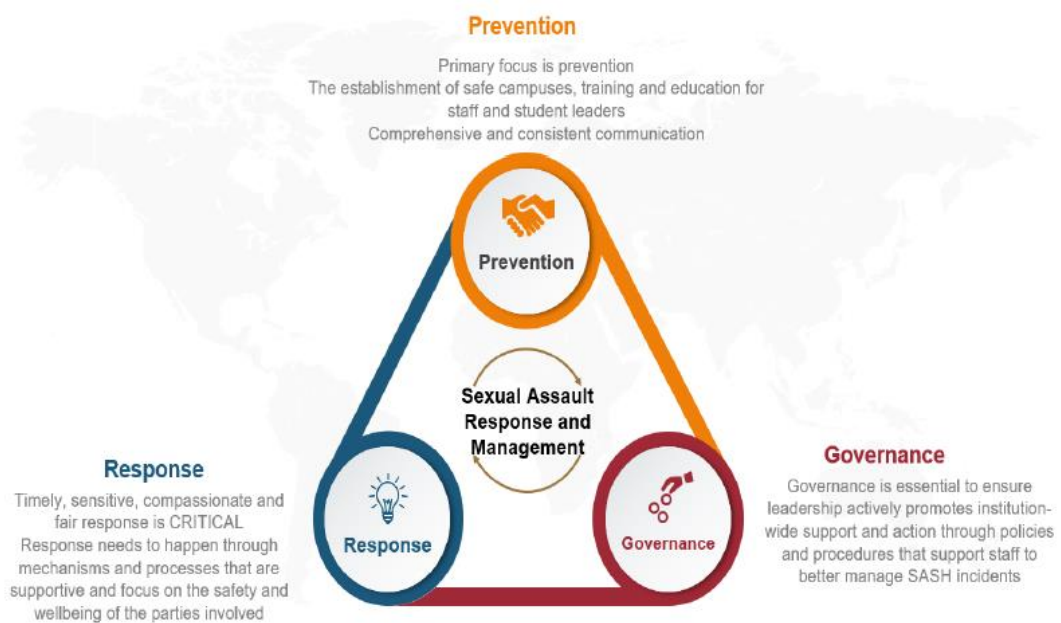 Prevention
Primary focus is prevention
The establishment of safe campuses, training and education for
staff and student leaders
Comprehensive and consistent communication
Prevention
Sexual Assault
Response and
Management
Response
Timely, sensitive, compassionate and
fair response is CRITICAL
Response needs to happen through
mechanisms and processes that are
supportive and focus on the safety and
wellbeing of the parties involved
Response
Governance
Governance
Governance is essential to ensure
leadership actively promotes institution-
wide support and action through policies
and procedures that support staff to
better manage SASH incidents